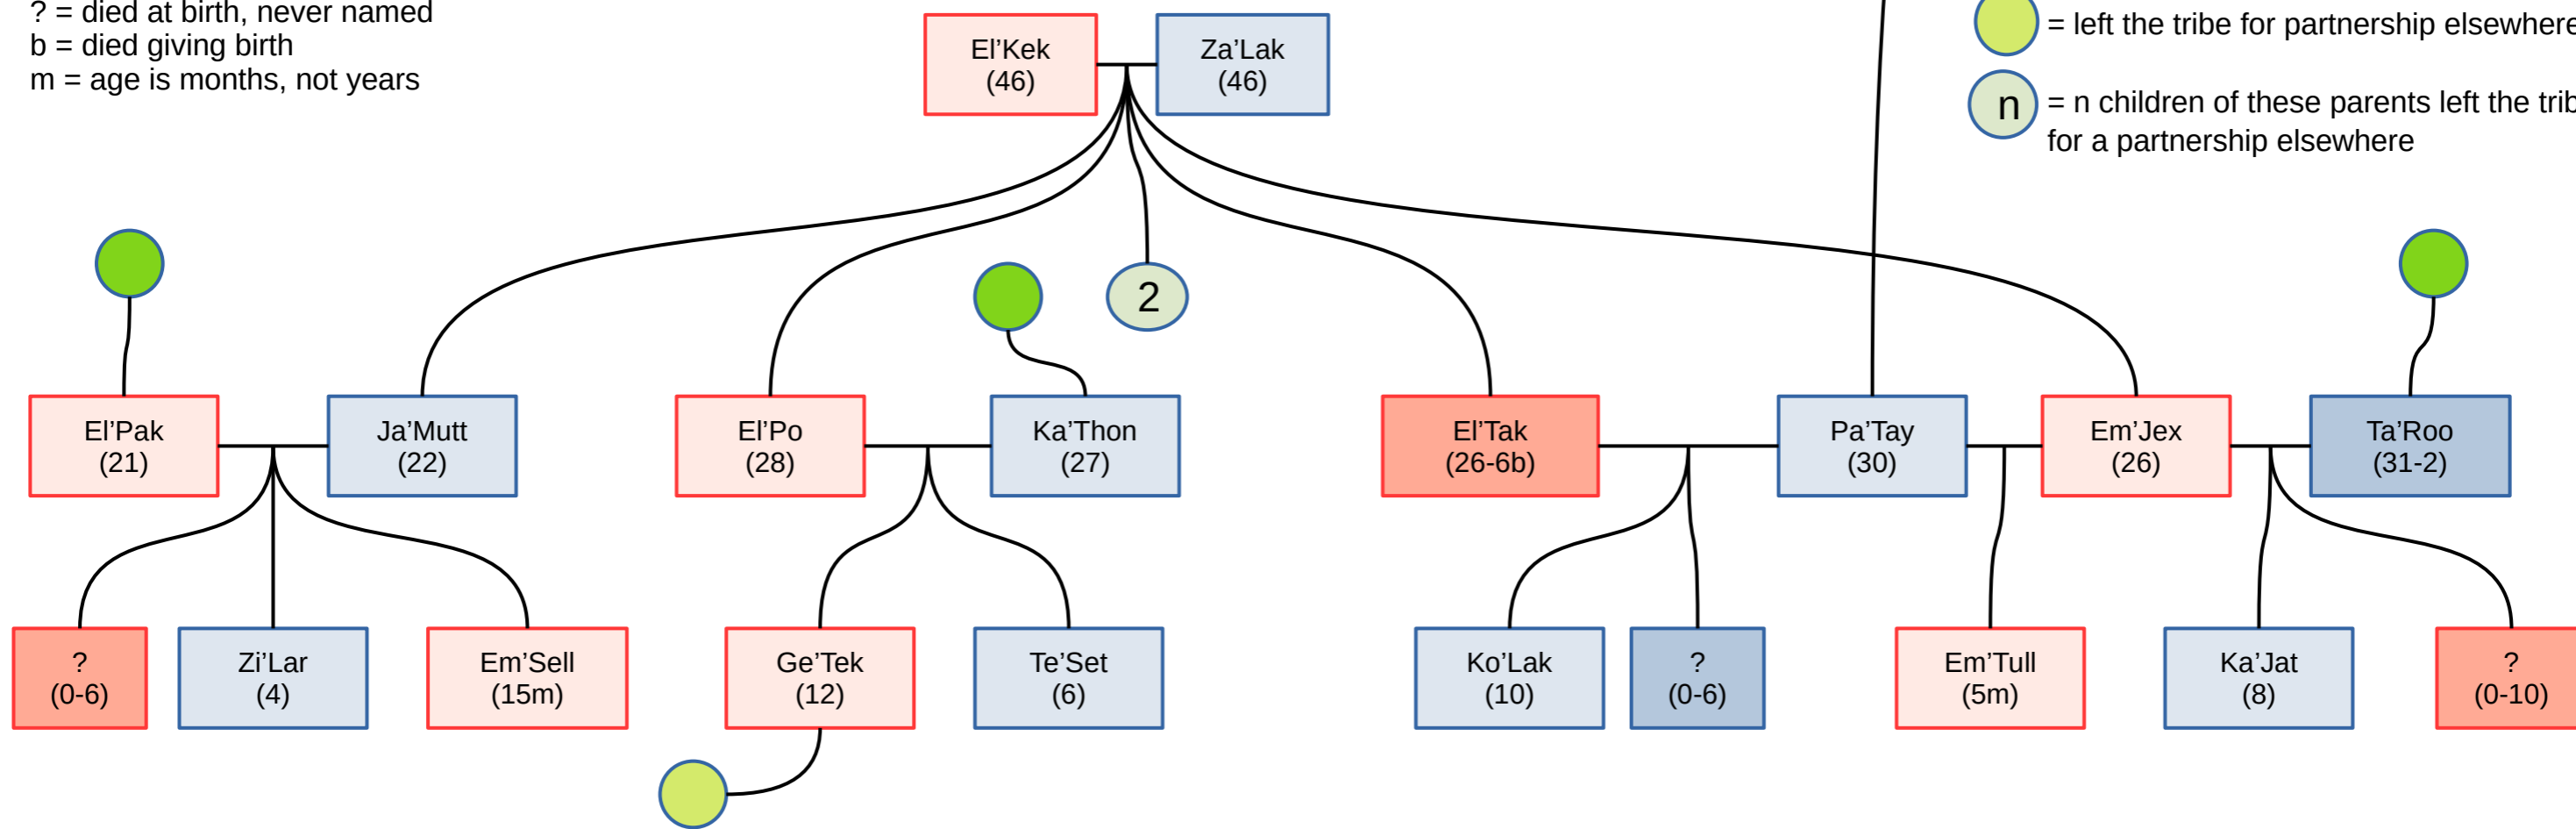 ? = died at birth, never named
b = died giving birth
m = age is months, not years
El’Kek
(46)
Za’Lak
(46)
= left the tribe for partnership elsewhere
n
= n children of these parents left the trib
for a partnership elsewhere
2
El’Pak
(21)
Ja’Mutt
(22)
El’Po
(28)
Ka’Thon
(27)
El’Tak
(26-6b)
Pa’Tay
(30)
Em’Jex
(26)
Ta’Roo
(31-2)
?
(0-6)
Zi’Lar
(4)
Em’Sell
(15m)
Ge’Tek
(12)
Te’Set
(6)
Ko’Lak
(10)
?
(0-6)
Em’Tull
(5m)
Ka’Jat
(8)
?
(0-10)